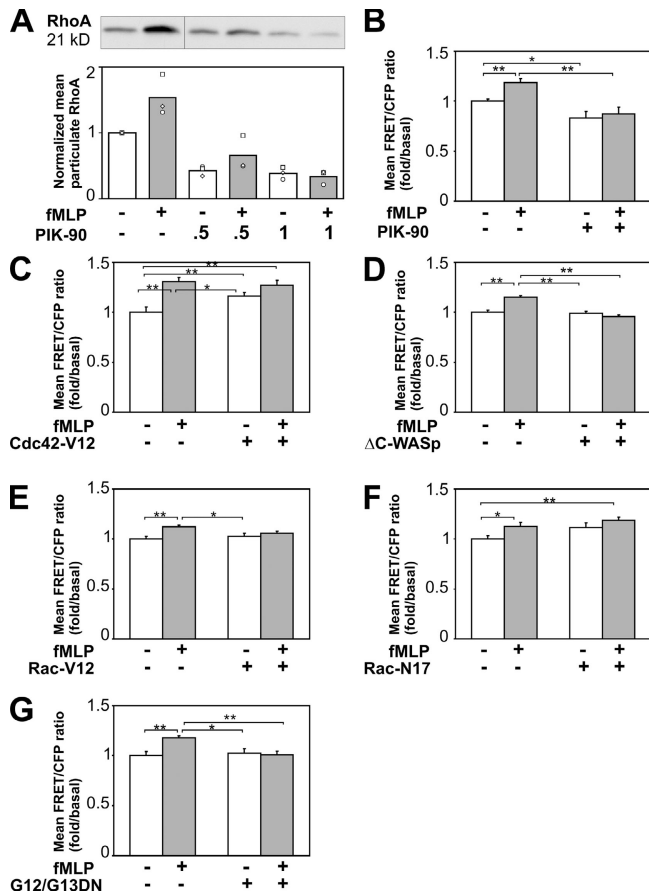 A
RhoA
21 kD
Normalized mean
particulate RhoA
2
1
0
fMLP - + - + - +
PIK-90 - - .5 .5 1 1
B
Mean FRET/CFP ratio
(fold/basal)
1.5
1
0.5
0
* ** **
fMLP - + - +
PIK-90 - - + +
C
Mean FRET/CFP ratio
(fold/basal)
1.5
1
0.5
0
**
**
** *
fMLP - + - +
Cdc42-V12 - - + +
D
Mean FRET/CFP ratio
(fold/basal)
1.5
1
0.5
0
**
** **
fMLP - + - +
ΔC-WASp - - + +
E
Mean FRET/CFP ratio
(fold/basal)
1.5
1
0.5
0
** *
fMLP - + - +
Rac-V12 - - + +
F
Mean FRET/CFP ratio
(fold/basal)
1.5
1
0.5
0
**
*
fMLP - + - +
Rac-N17 - - + +
G
Mean FRET/CFP ratio
(fold/basal)
1.5
1
0.5
0
**
** *
fMLP - + - +
G12/G13DN - - + +